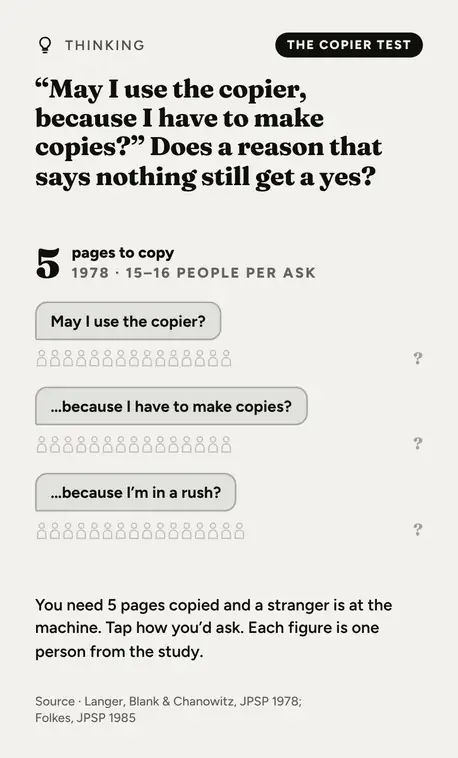 THINKING
THE COPIER TEST
“May I use the copier,
because I have to make
copies?” Does a reason that
says nothing still get a yes?
5 pages to copy
1978 · 15–16 PEOPLE PER ASK
May I use the copier?
?
...because I have to make copies?
?
...because I’m in a rush?
?
You need 5 pages copied and a stranger is at the
machine. Tap how you’d ask. Each figure is one
person from the study.
Source · Langer, Blank & Chanowitz, JPSP 1978;
Folkes, JPSP 1985